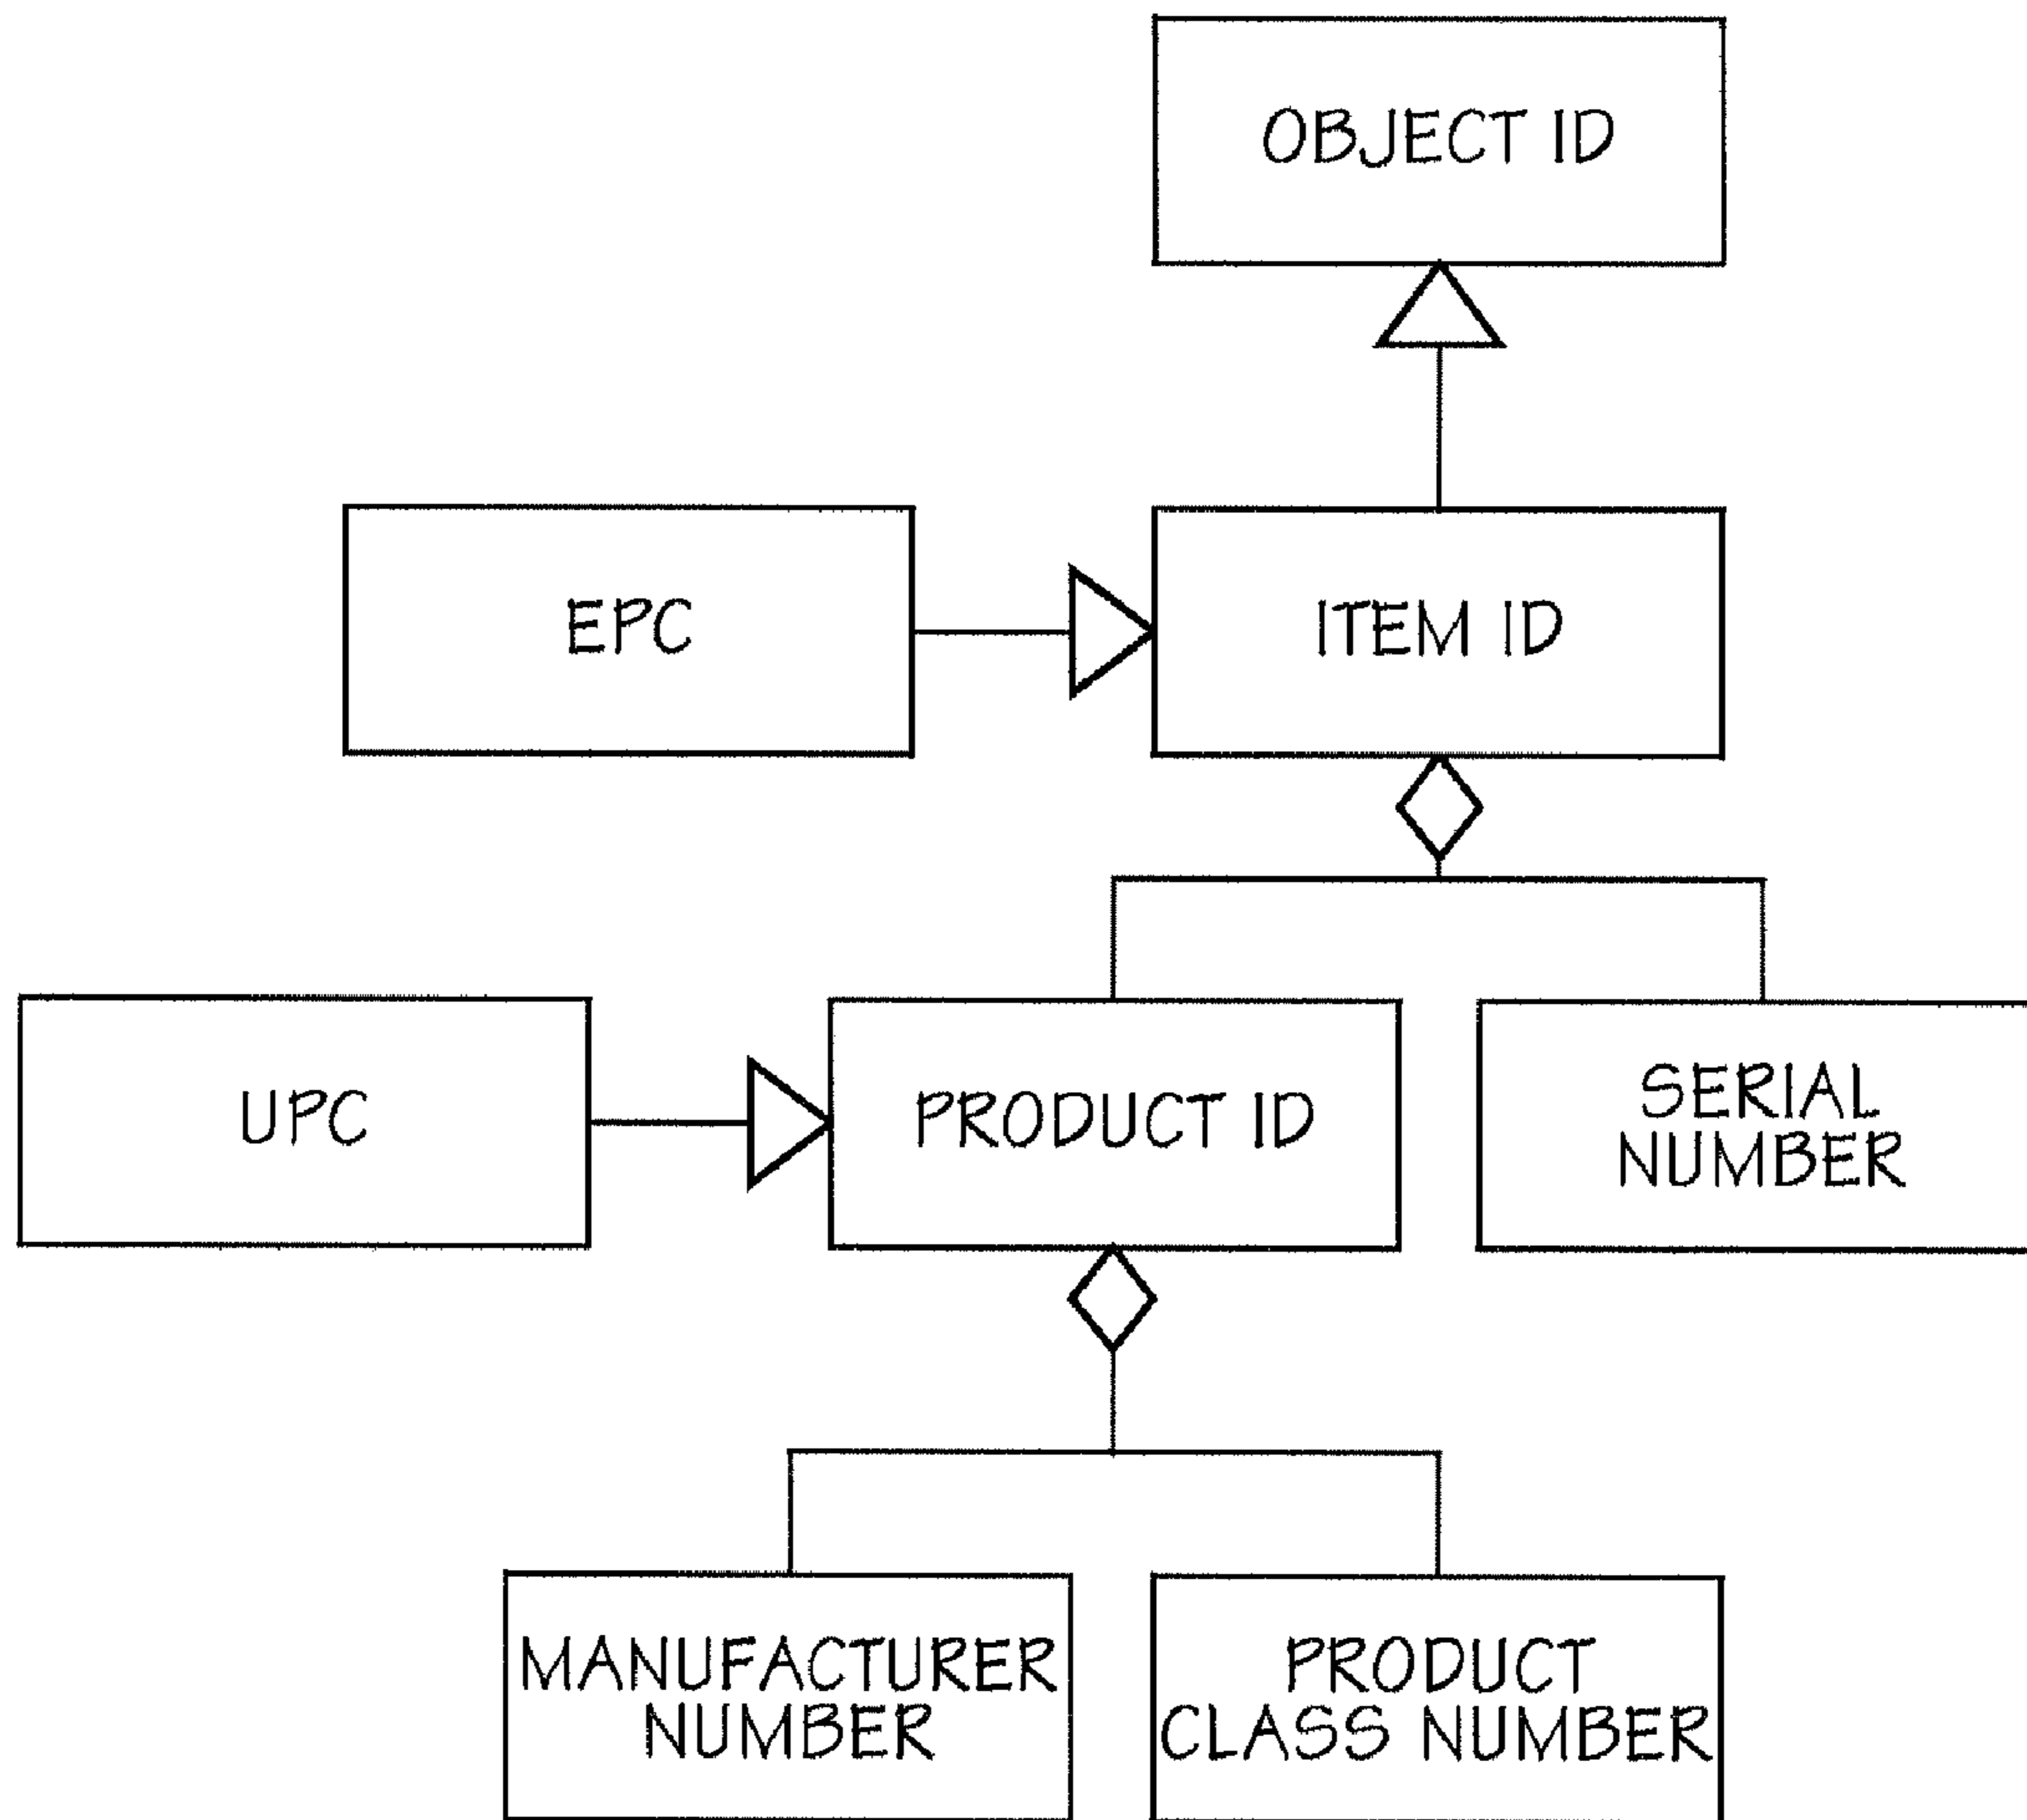 OBJECT ID
EPC
ITEM ID
UPC
PRODUCT ID
SERIAL
NUMBER
MANUFACTURER
NUMBER
PRODUCT
CLASS NUMBER